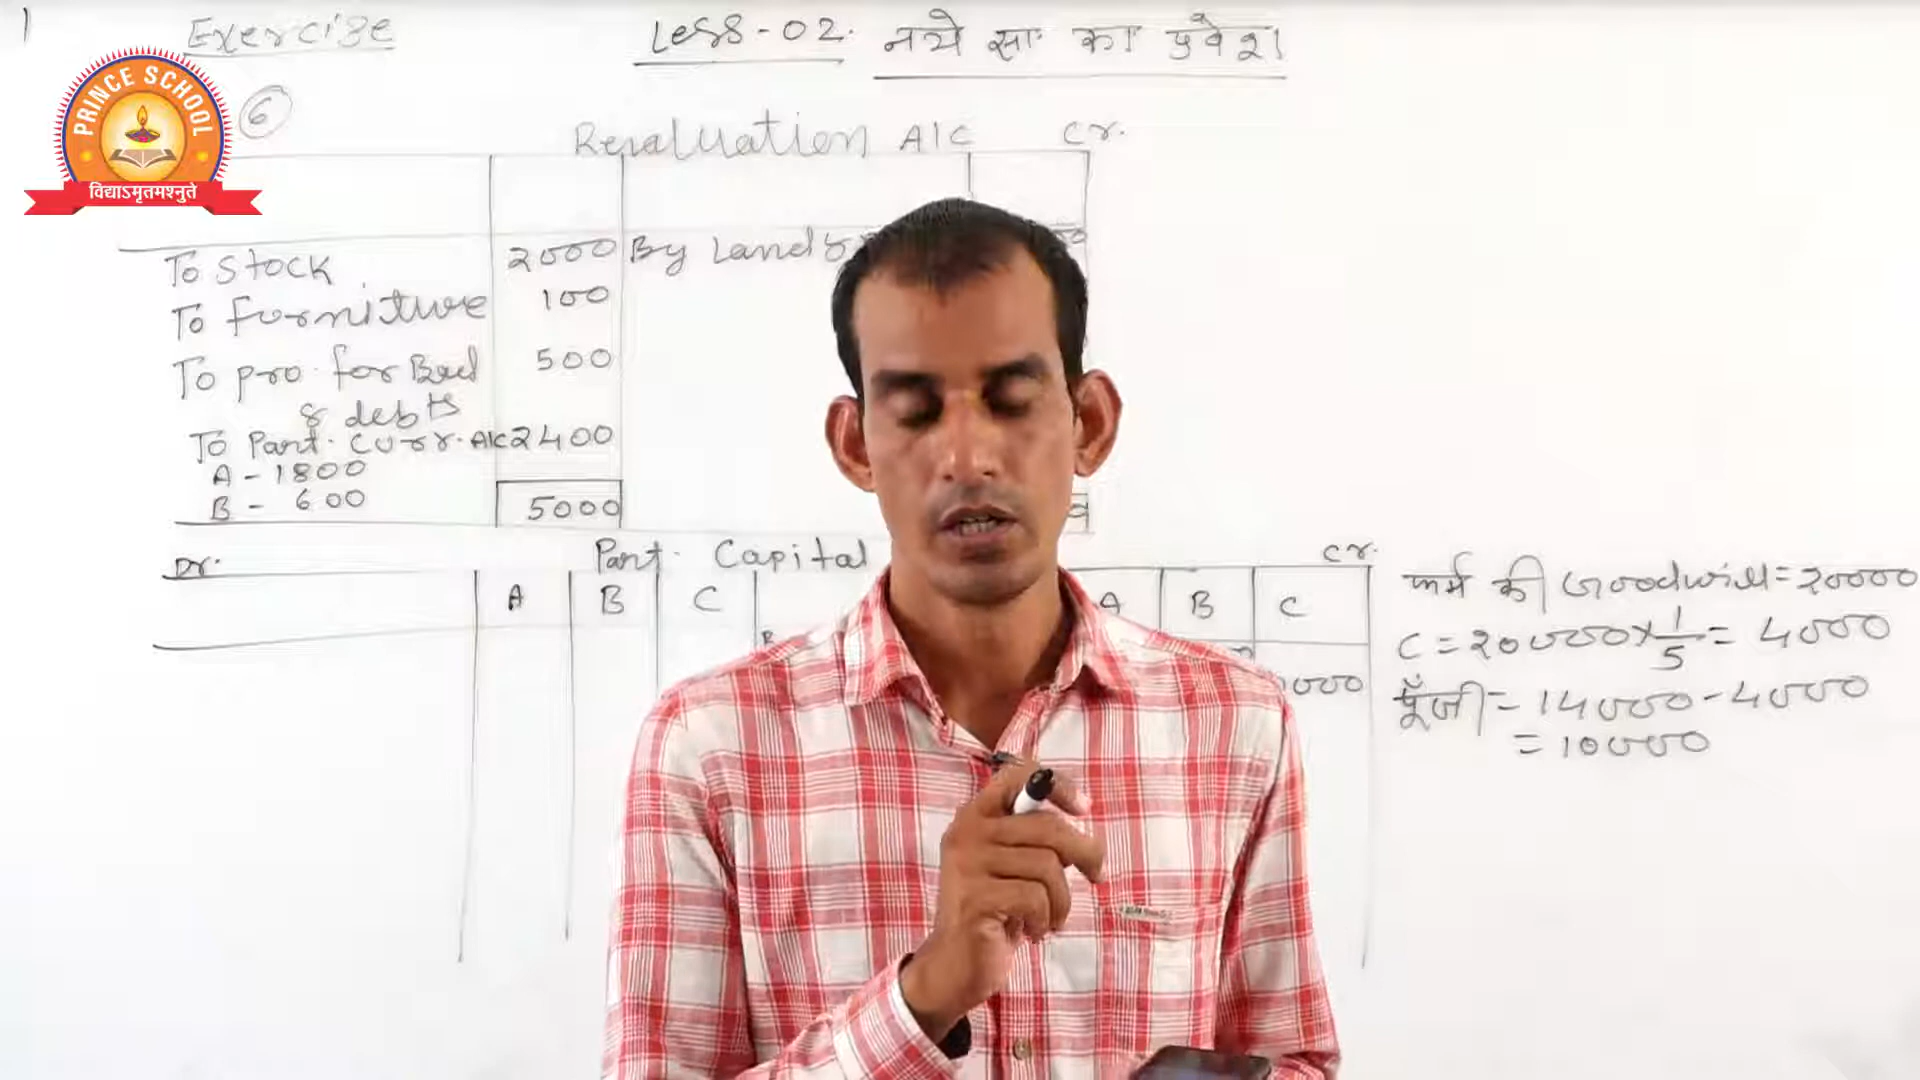 Exercise
Less-02. नये सा. का प्रवेश।
PRINCE SCHOOL
विद्याऽमृतमश्नुते
6
Revaluation A/C Cr.
To Stock 2000 By Land &
To furniture 100
To pro. for Bad 500
& debts
To Part. Curr. A/C 2400
A - 1800
B - 600
5000
Dr. Part. Capital Cr.
A B C A B C
000
फर्म की Goodwill = 20000
C = 20000 × 1/5 = 4000
पूँजी = 14000 - 4000
= 10000